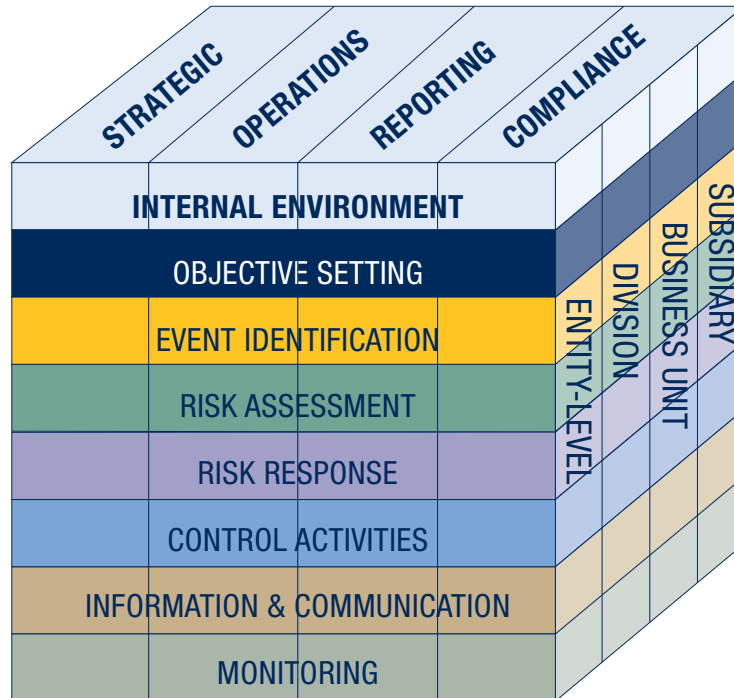 STRATEGIC
OPERATIONS
REPORTING
COMPLIANCE
INTERNAL ENVIRONMENT
OBJECTIVE SETTING
EVENT IDENTIFICATION
RISK ASSESSMENT
RISK RESPONSE
CONTROL ACTIVITIES
INFORMATION & COMMUNICATION
MONITORING
ENTITY-LEVEL
DIVISION
BUSINESS UNIT
SUBSIDIARY